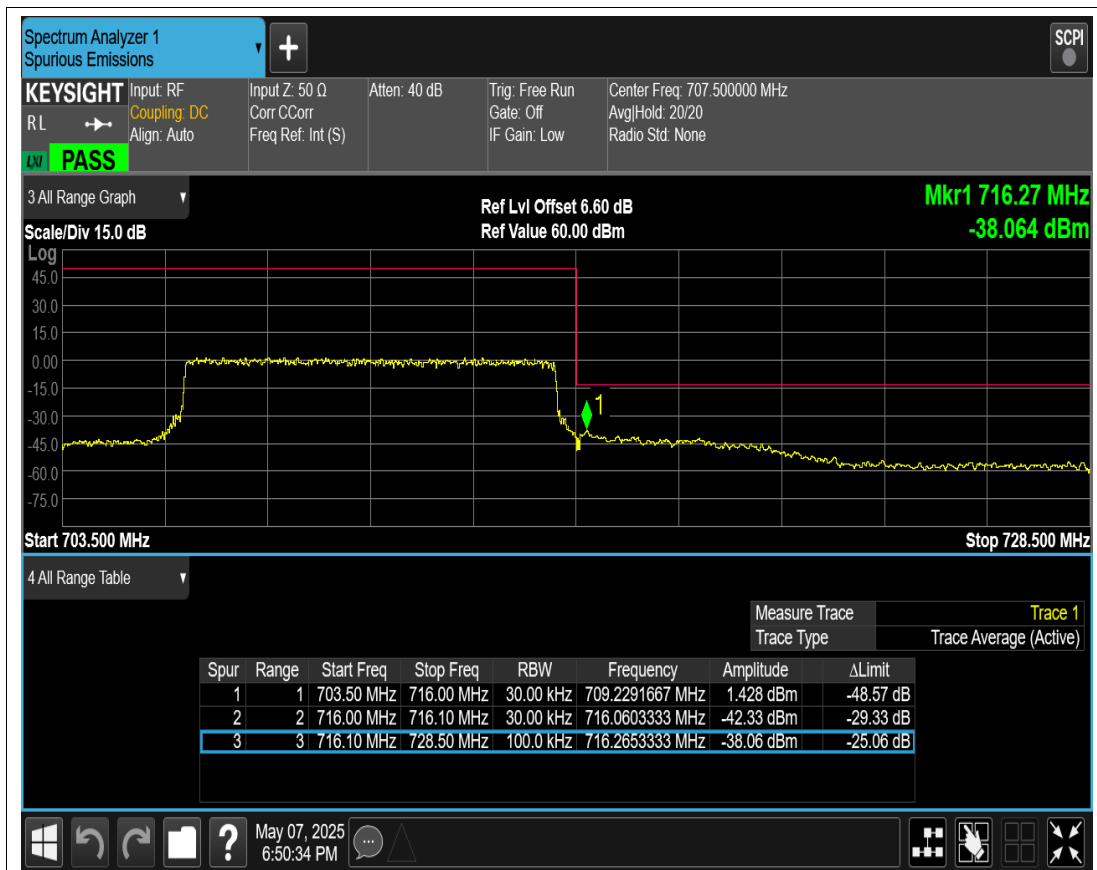 Spectrum Analyzer 1
Spurious Emissions
+
SCPI
KEYSIGHT
RL
LXI PASS
Input: RF
Coupling: DC
Align: Auto
Input Z: 50 Ω
Corr CCorr
Freq Ref: Int (S)
Atten: 40 dB
Trig: Free Run
Gate: Off
IF Gain: Low
Center Freq: 707.500000 MHz
Avg|Hold: 20/20
Radio Std: None
3 All Range Graph
Scale/Div 15.0 dB
Ref Lvl Offset 6.60 dB
Ref Value 60.00 dBm
Mkr1 716.27 MHz
-38.064 dBm
Log
45.0
30.0
15.0
0.00
-15.0
-30.0
-45.0
-60.0
-75.0
1
Start 703.500 MHz
Stop 728.500 MHz
4 All Range Table
Measure Trace Trace 1
Trace Type Trace Average (Active)
Spur Range Start Freq Stop Freq RBW Frequency Amplitude ΔLimit
1 1 703.50 MHz 716.00 MHz 30.00 kHz 709.2291667 MHz 1.428 dBm -48.57 dB
2 2 716.00 MHz 716.10 MHz 30.00 kHz 716.0603333 MHz -42.33 dBm -29.33 dB
3 3 716.10 MHz 728.50 MHz 100.0 kHz 716.2653333 MHz -38.06 dBm -25.06 dB
?
May 07, 2025
6:50:34 PM